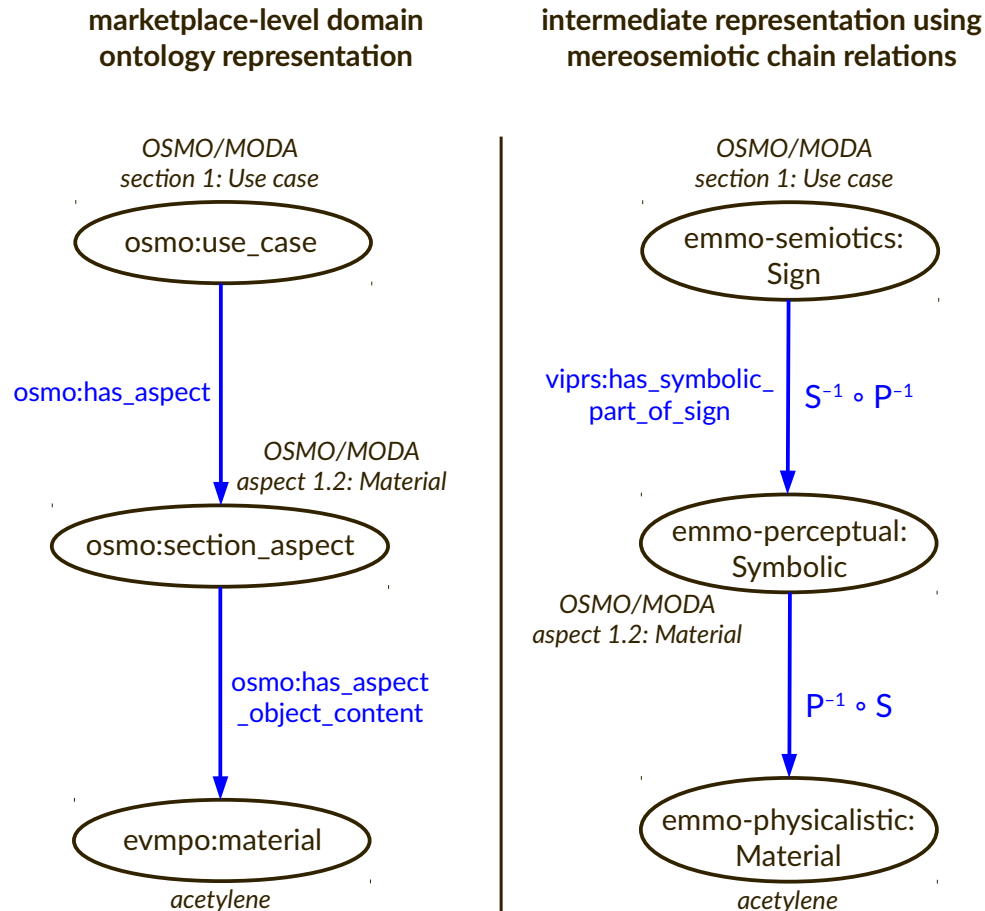 marketplace-level domain
ontology representation
OSMO/MODA
section 1: Use case
osmo:use_case
osmo:has_aspect
OSMO/MODA
aspect 1.2: Material
osmo:section_aspect
osmo:has_aspect
_object_content
evmpo:material
acetylene
intermediate representation using
mereosemiotic chain relations
OSMO/MODA
section 1: Use case
emmo-semiotics:
Sign
viprs:has_symbolic_
part_of_sign
S⁻¹ ∘ P⁻¹
emmo-perceptual:
Symbolic
OSMO/MODA
aspect 1.2: Material
P⁻¹ ∘ S
emmo-physicalistic:
Material
acetylene